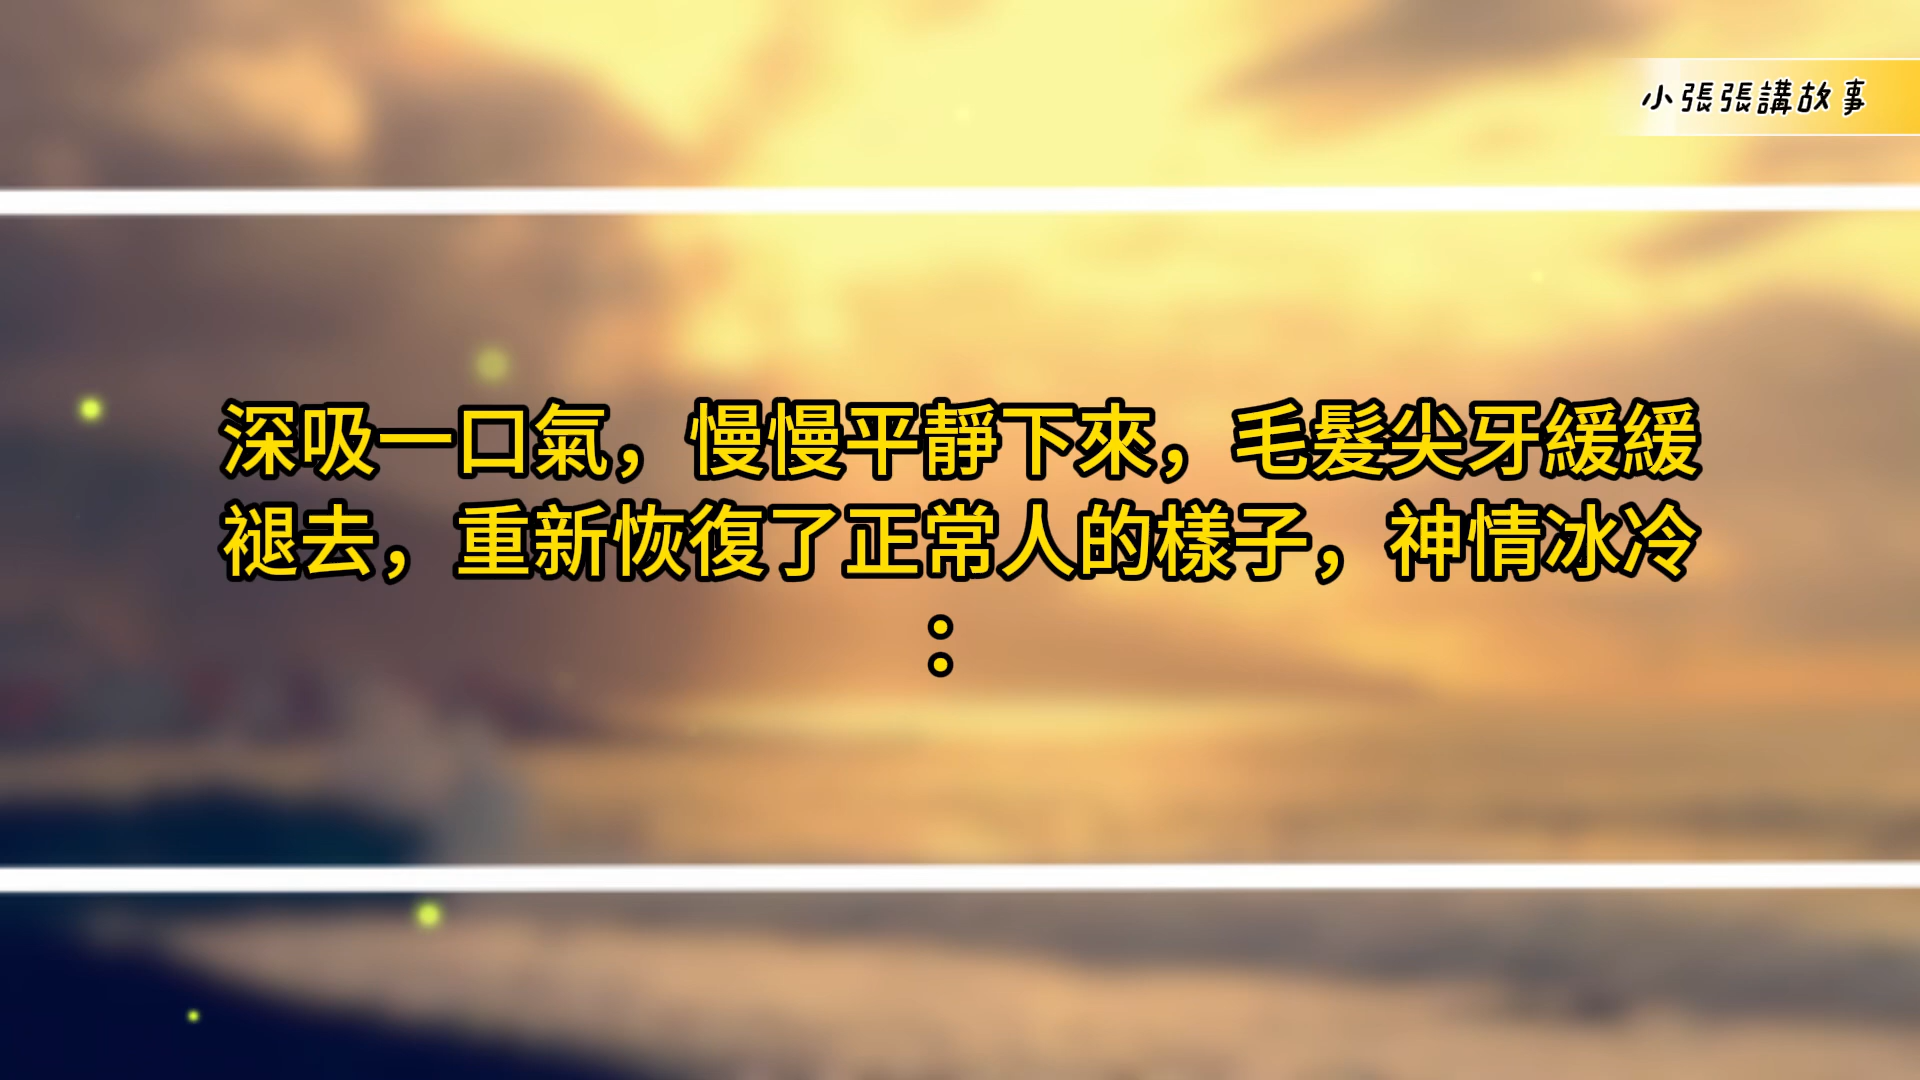 小張張講故事
深吸一口氣，慢慢平靜下來，毛髮尖牙緩緩
褪去，重新恢復了正常人的樣子，神情冰冷
：